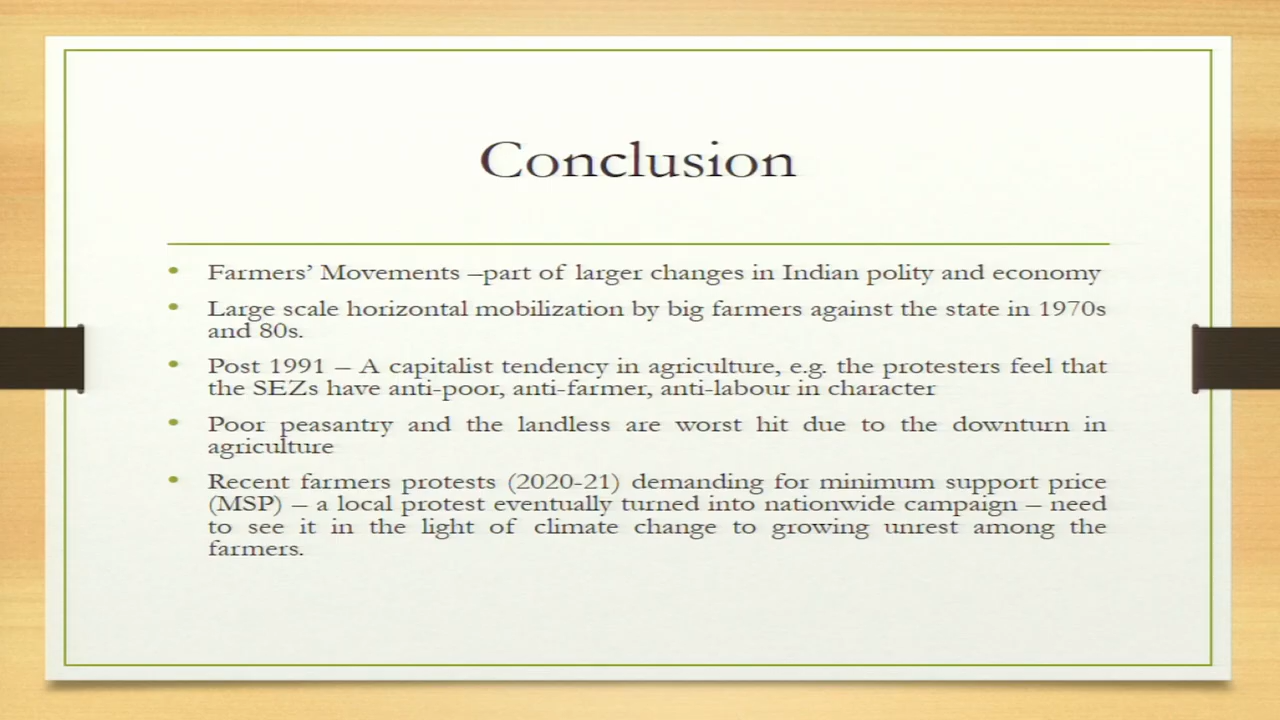 Conclusion
• Farmers' Movements –part of larger changes in Indian polity and economy
• Large scale horizontal mobilization by big farmers against the state in 1970s
and 80s.
• Post 1991 – A capitalist tendency in agriculture, e.g. the protesters feel that
the SEZs have anti-poor, anti-farmer, anti-labour in character
• Poor peasantry and the landless are worst hit due to the downturn in
agriculture
• Recent farmers protests (2020-21) demanding for minimum support price
(MSP) – a local protest eventually turned into nationwide campaign – need
to see it in the light of climate change to growing unrest among the
farmers.